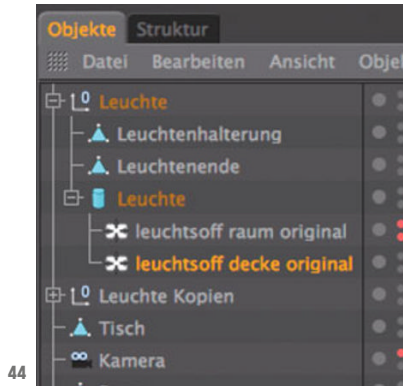 Objekte Struktur
Datei Bearbeiten Ansicht Obje
Leuchte
Leuchtenhalterung
Leuchtenende
Leuchte
leuchtsoff raum original
leuchtsoff decke original
Leuchte Kopien
Tisch
Kamera
44